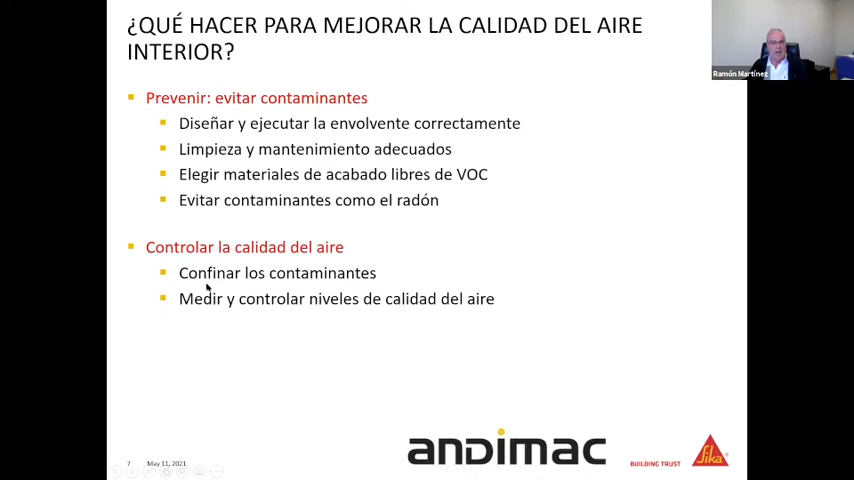 ¿QUÉ HACER PARA MEJORAR LA CALIDAD DEL AIRE
INTERIOR?
Ramón Martínez
Prevenir: evitar contaminantes
Diseñar y ejecutar la envolvente correctamente
Limpieza y mantenimiento adecuados
Elegir materiales de acabado libres de VOC
Evitar contaminantes como el radón
Controlar la calidad del aire
Confinar los contaminantes
Medir y controlar niveles de calidad del aire
andimac
BUILDING TRUST
Sika
7
May 11, 2021